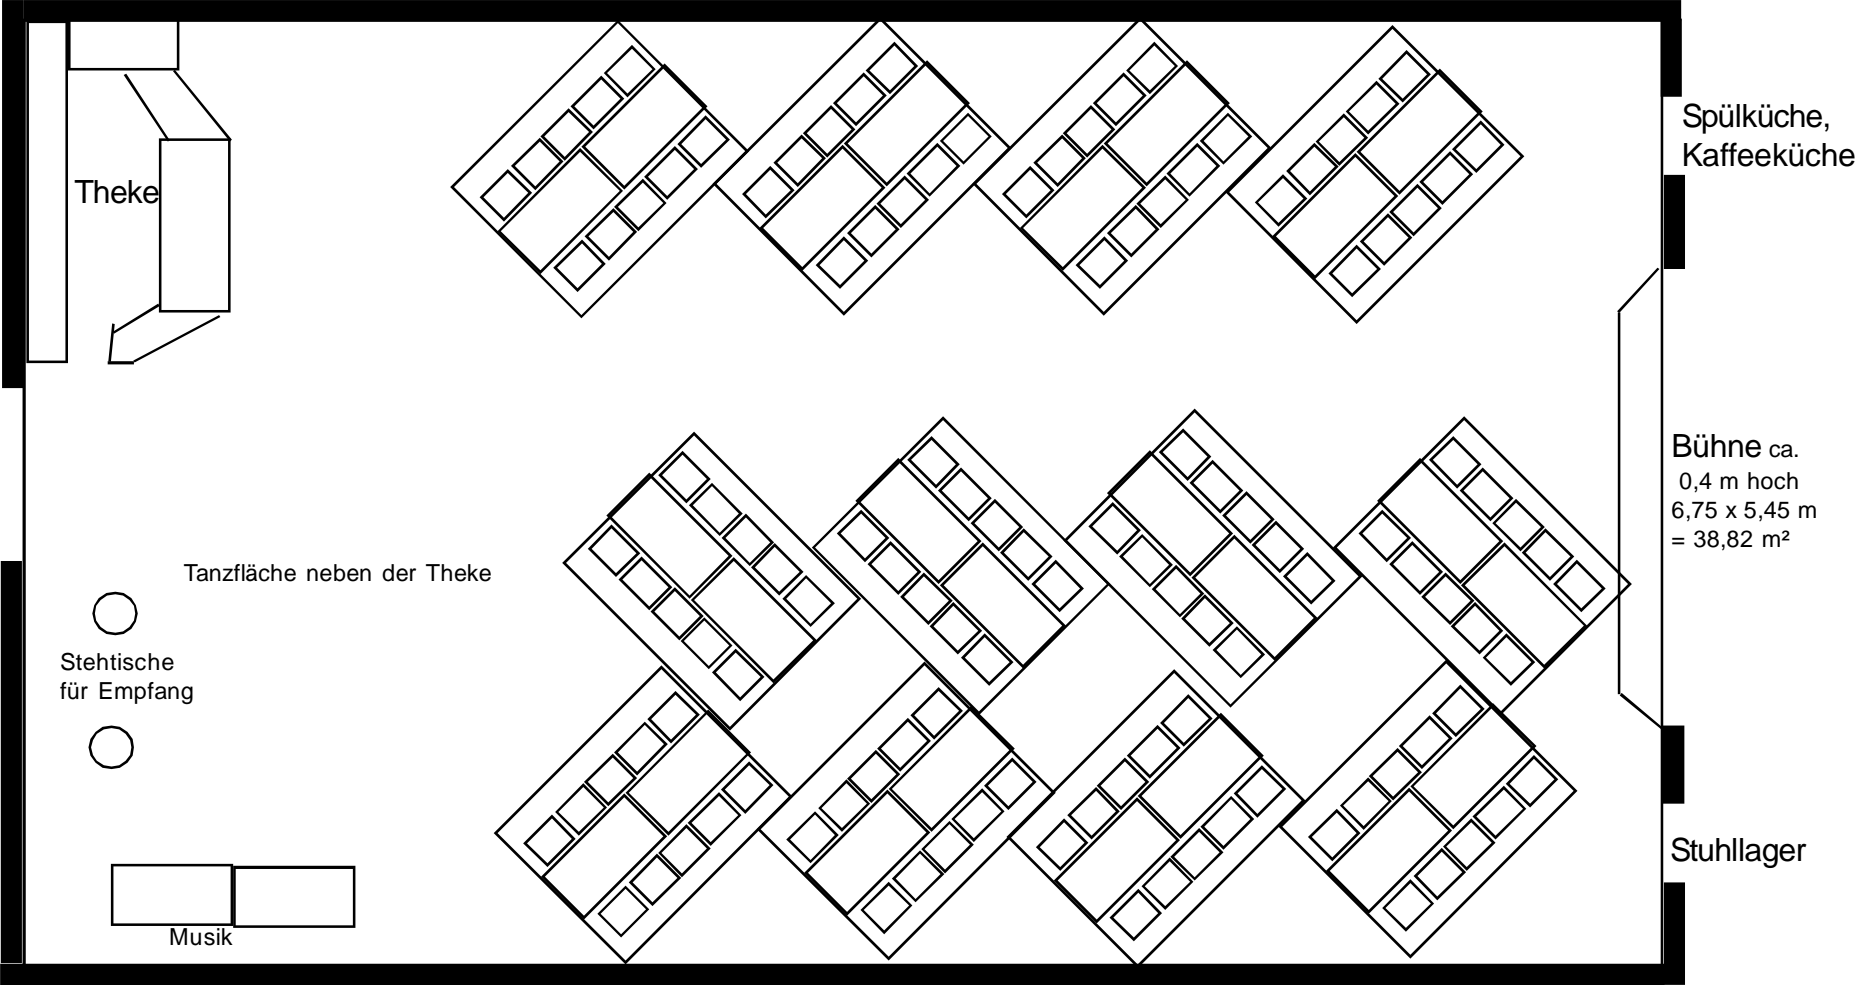 Theke
Spülküche,
Kaffeeküche
Bühne ca.
0,4 m hoch
6,75 x 5,45 m
= 38,82 m²
Tanzfläche neben der Theke
Stehtische
für Empfang
Stuhllager
Musik